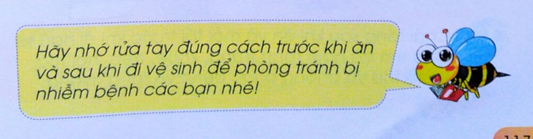 Hãy nhớ rửa tay đúng cách trước khi ăn
và sau khi đi vệ sinh để phòng tránh bị
nhiễm bệnh các bạn nhé!